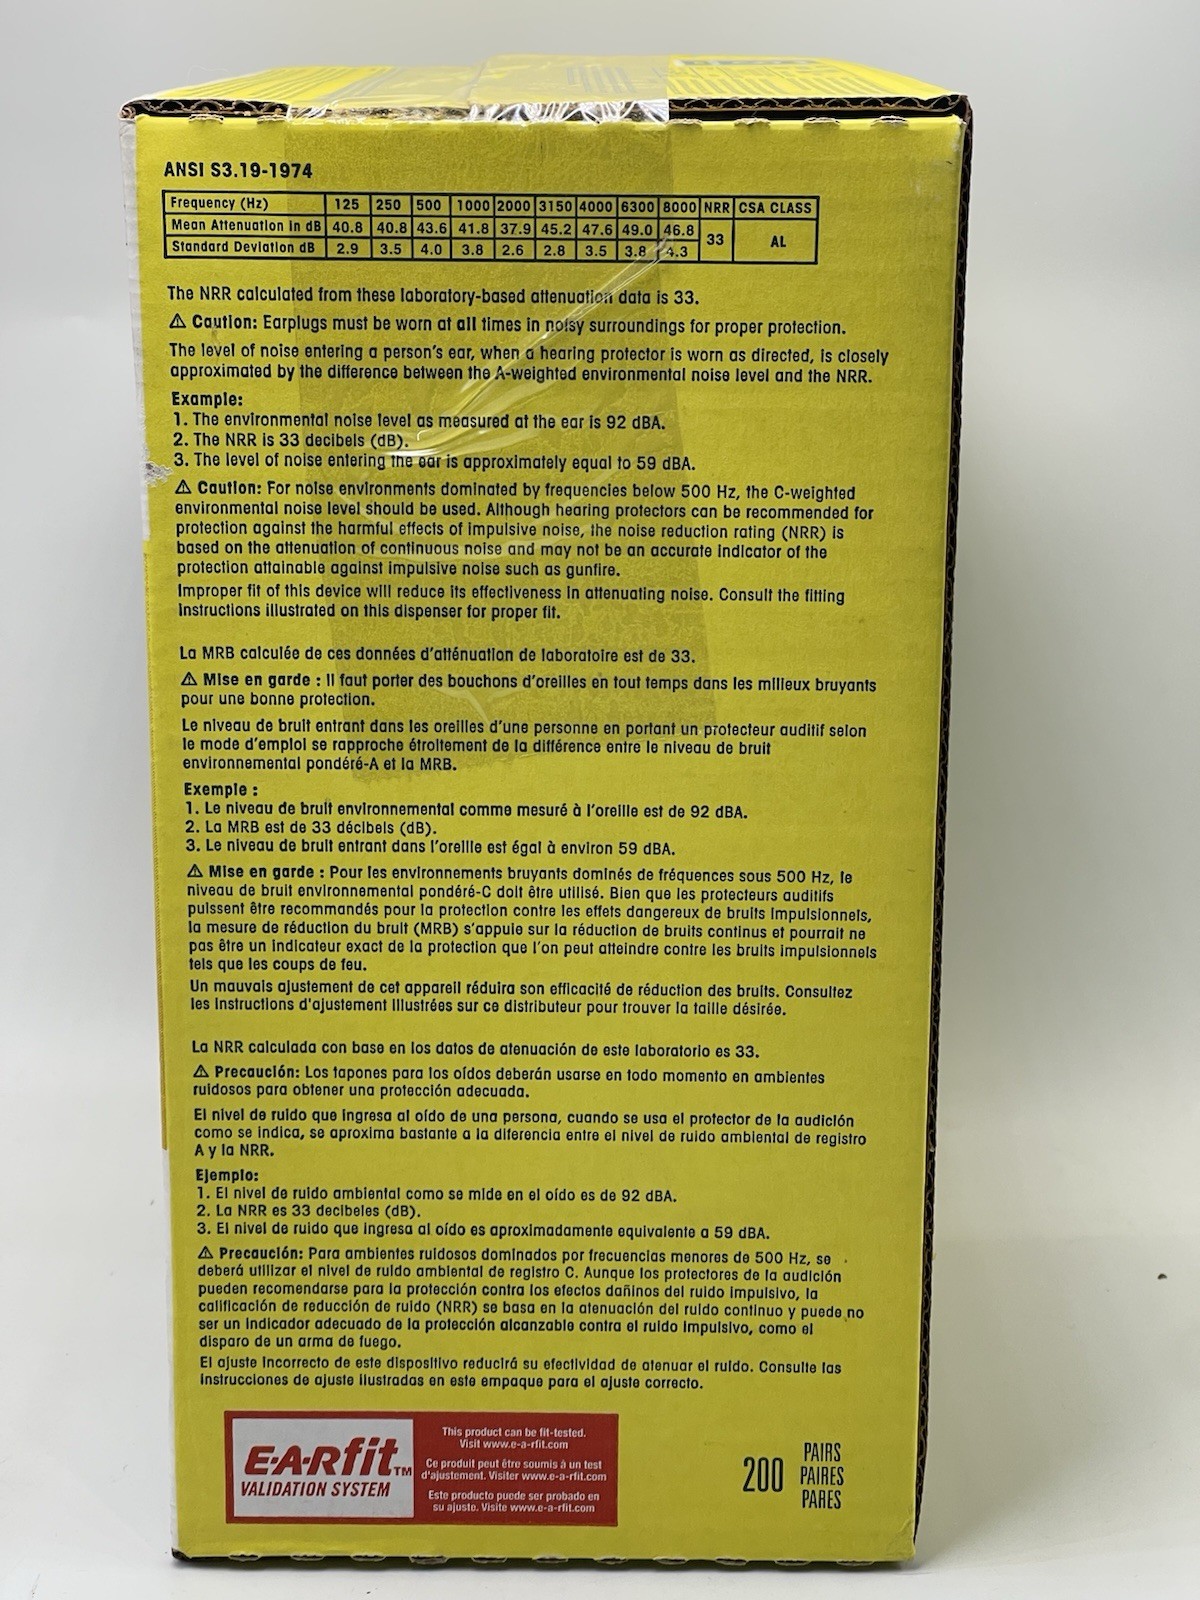 ANSI S3.19-1974
Frequency (Hz) 125 250 500 1000 2000 3150 4000 6300 8000 NRR CSA CLASS
Mean Attenuation in dB 40.8 40.8 43.6 41.8 37.9 45.2 47.6 49.0 46.8 33 AL
Standard Deviation dB 2.9 3.5 4.0 3.8 2.6 2.8 3.5 3.8 4.3
The NRR calculated from these laboratory-based attenuation data is 33.
⚠ Caution: Earplugs must be worn at all times in noisy surroundings for proper protection.
The level of noise entering a person's ear, when a hearing protector is worn as directed, is closely
approximated by the difference between the A-weighted environmental noise level and the NRR.
Example:
1. The environmental noise level as measured at the ear is 92 dBA.
2. The NRR is 33 decibels (dB).
3. The level of noise entering the ear is approximately equal to 59 dBA.
⚠ Caution: For noise environments dominated by frequencies below 500 Hz, the C-weighted
environmental noise level should be used. Although hearing protectors can be recommended for
protection against the harmful effects of impulsive noise, the noise reduction rating (NRR) is
based on the attenuation of continuous noise and may not be an accurate indicator of the
protection attainable against impulsive noise such as gunfire.
Improper fit of this device will reduce its effectiveness in attenuating noise. Consult the fitting
instructions illustrated on this dispenser for proper fit.
La MRB calculée de ces données d'atténuation de laboratoire est de 33.
⚠ Mise en garde : Il faut porter des bouchons d'oreilles en tout temps dans les milieux bruyants
pour une bonne protection.
Le niveau de bruit entrant dans les oreilles d'une personne en portant un protecteur auditif selon
le mode d'emploi se rapproche étroitement de la différence entre le niveau de bruit
environnemental pondéré-A et la MRB.
Exemple :
1. Le niveau de bruit environnemental comme mesuré à l'oreille est de 92 dBA.
2. La MRB est de 33 décibels (dB).
3. Le niveau de bruit entrant dans l'oreille est égal à environ 59 dBA.
⚠ Mise en garde : Pour les environnements bruyants dominés de fréquences sous 500 Hz, le
niveau de bruit environnemental pondéré-C doit être utilisé. Bien que les protecteurs auditifs
puissent être recommandés pour la protection contre les effets dangereux de bruits impulsionnels,
la mesure de réduction du bruit (MRB) s'appuie sur la réduction de bruits continus et pourrait ne
pas être un indicateur exact de la protection que l'on peut atteindre contre les bruits impulsionnels
tels que les coups de feu.
Un mauvais ajustement de cet appareil réduira son efficacité de réduction des bruits. Consultez
les instructions d'ajustement illustrées sur ce distributeur pour trouver la taille désirée.
La NRR calculada con base en los datos de atenuación de este laboratorio es 33.
⚠ Precaución: Los tapones para los oídos deberán usarse en todo momento en ambientes
ruidosos para obtener una protección adecuada.
El nivel de ruido que ingresa al oído de una persona, cuando se usa el protector de la audición
como se indica, se aproxima bastante a la diferencia entre el nivel de ruido ambiental de registro
A y la NRR.
Ejemplo:
1. El nivel de ruido ambiental como se mide en el oído es de 92 dBA.
2. La NRR es 33 decibeles (dB).
3. El nivel de ruido que ingresa al oído es aproximadamente equivalente a 59 dBA.
⚠ Precaución: Para ambientes ruidosos dominados por frecuencias menores de 500 Hz, se
deberá utilizar el nivel de ruido ambiental de registro C. Aunque los protectores de la audición
pueden recomendarse para la protección contra los efectos dañinos del ruido impulsivo, la
calificación de reducción de ruido (NRR) se basa en la atenuación del ruido continuo y puede no
ser un indicador adecuado de la protección alcanzable contra el ruido impulsivo, como el
disparo de un arma de fuego.
El ajuste incorrecto de este dispositivo reducirá su efectividad de atenuar el ruido. Consulte las
instrucciones de ajuste ilustradas en este empaque para el ajuste correcto.
E·A·Rfit™
VALIDATION SYSTEM
This product can be fit-tested.
Visit www.e-a-rfit.com
Ce produit peut être soumis à un test
d'ajustement. Visiter www.e-a-rfit.com
Este producto puede ser probado en
su ajuste. Visite www.e-a-rfit.com
200 PAIRS
PAIRES
PARES